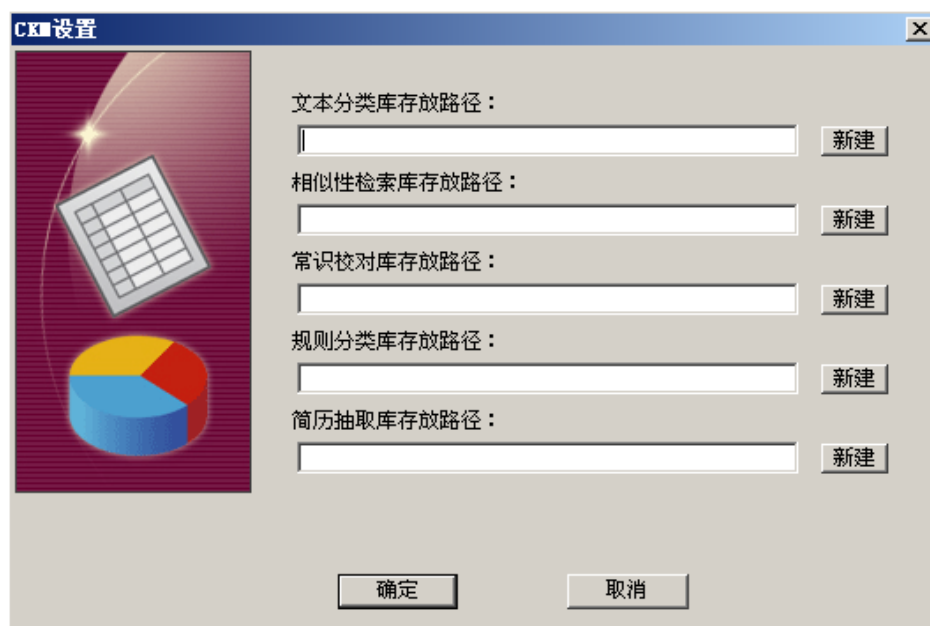 CKM设置
文本分类库存放路径：
新建
相似性检索库存放路径：
新建
常识校对库存放路径：
新建
规则分类库存放路径：
新建
简历抽取库存放路径：
新建
确定
取消